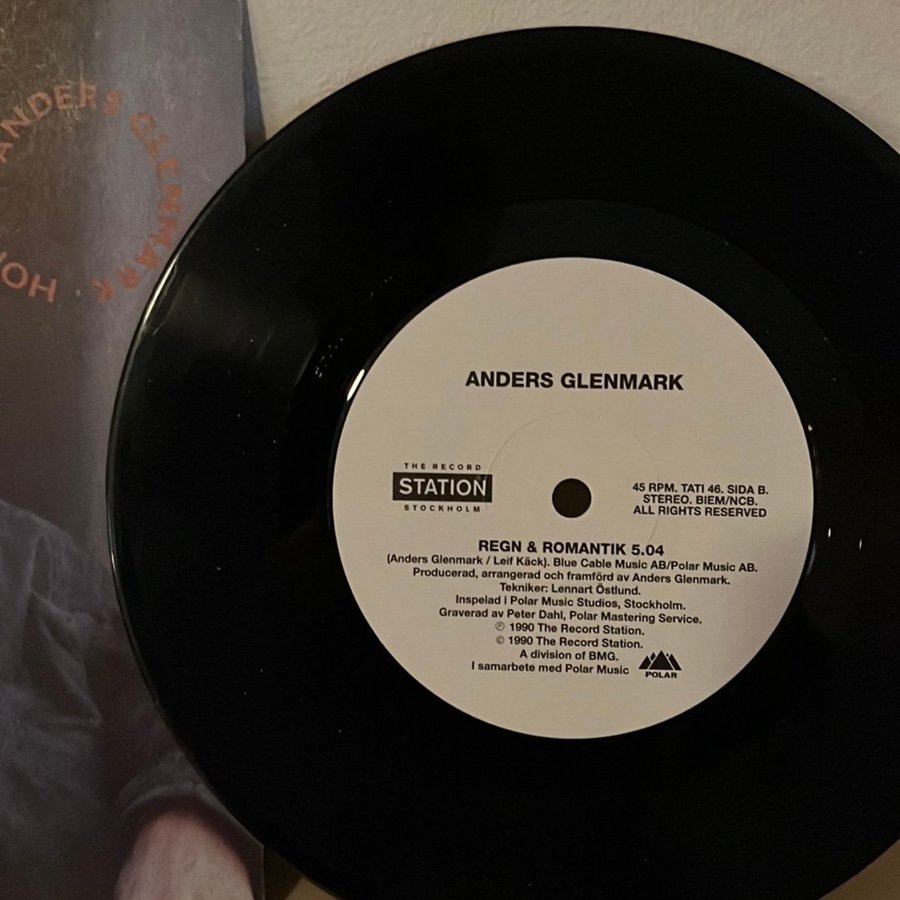 ANDERS GLENMARK · HON
ANDERS GLENMARK
THE RECORD
STATION
STOCKHOLM
45 RPM. TATI 46. SIDA B.
STEREO. BIEM/NCB.
ALL RIGHTS RESERVED
REGN & ROMANTIK 5.04
(Anders Glenmark / Leif Käck). Blue Cable Music AB/Polar Music AB.
Producerad, arrangerad och framförd av Anders Glenmark.
Tekniker: Lennart Östlund.
Inspelad i Polar Music Studios, Stockholm.
Graverad av Peter Dahl, Polar Mastering Service.
℗ 1990 The Record Station.
© 1990 The Record Station.
A division of BMG.
I samarbete med Polar Music
POLAR